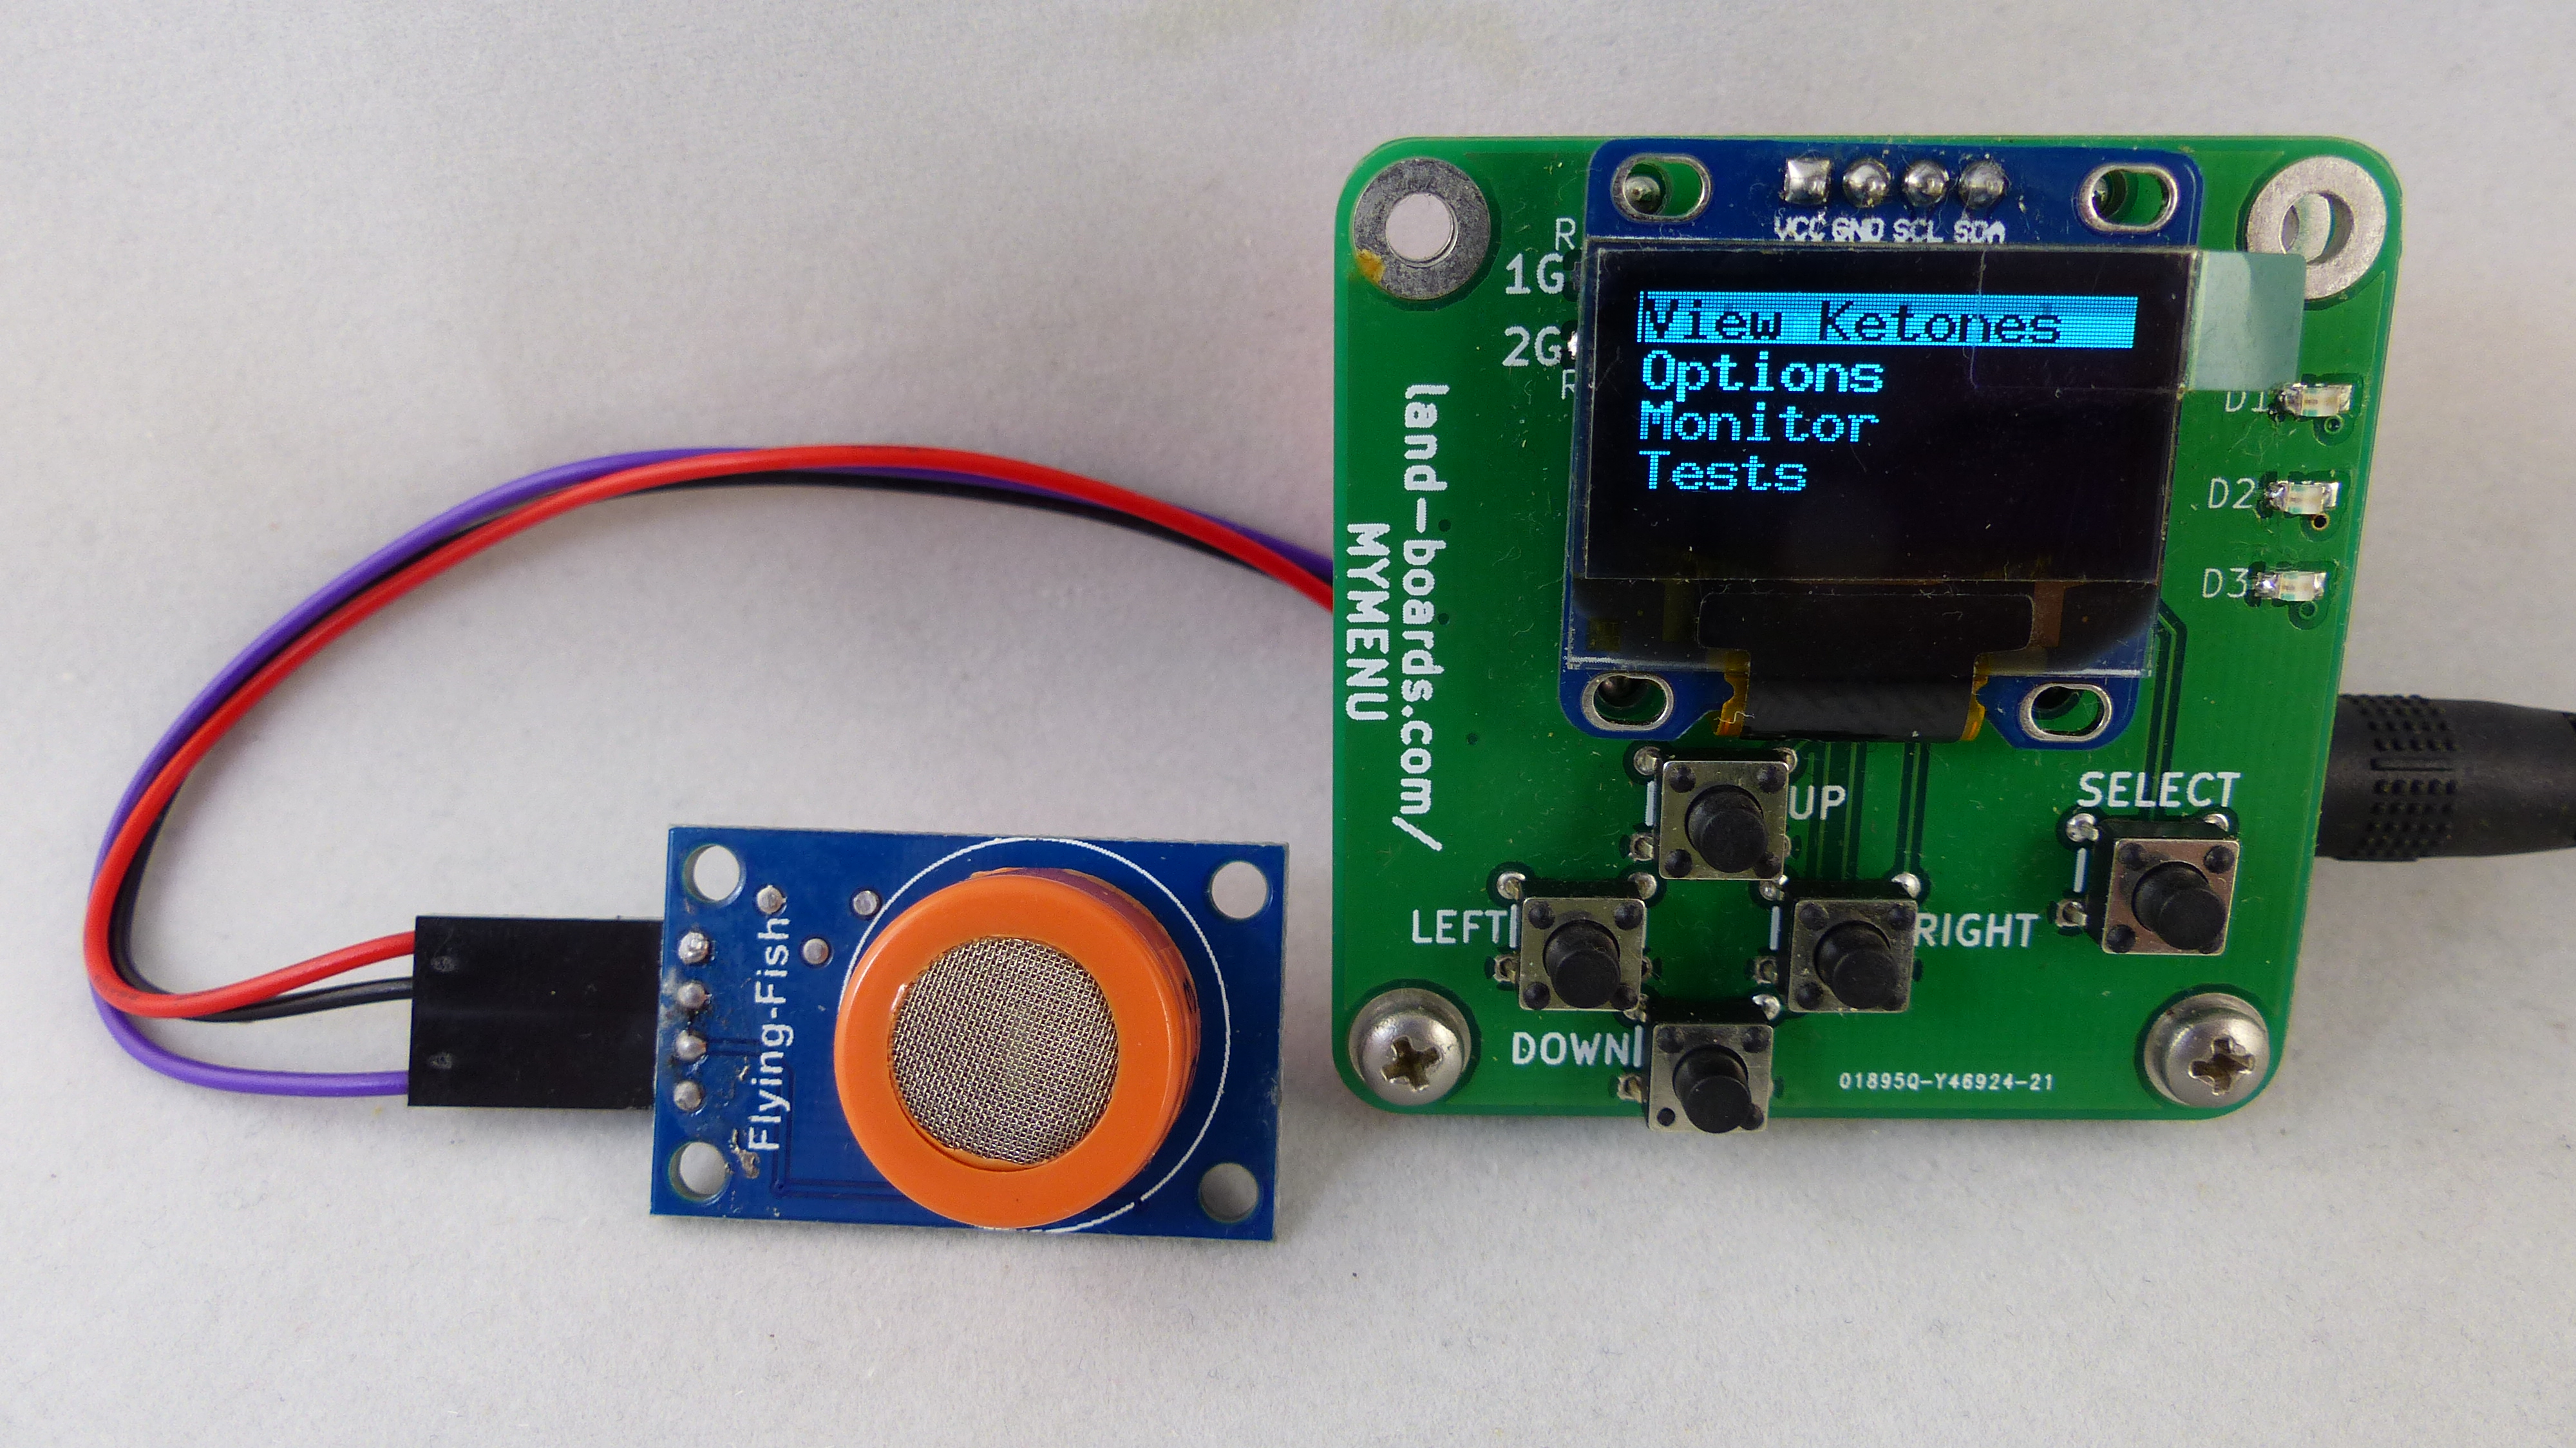 VCC GND SCL SDA
R
1G
2G
R
View Ketones
Options
Monitor
Tests
D1
D2
D3
land-boards.com/
MYMENU
UP
SELECT
LEFT
RIGHT
DOWN
01895Q-Y46924-21
Flying-Fish